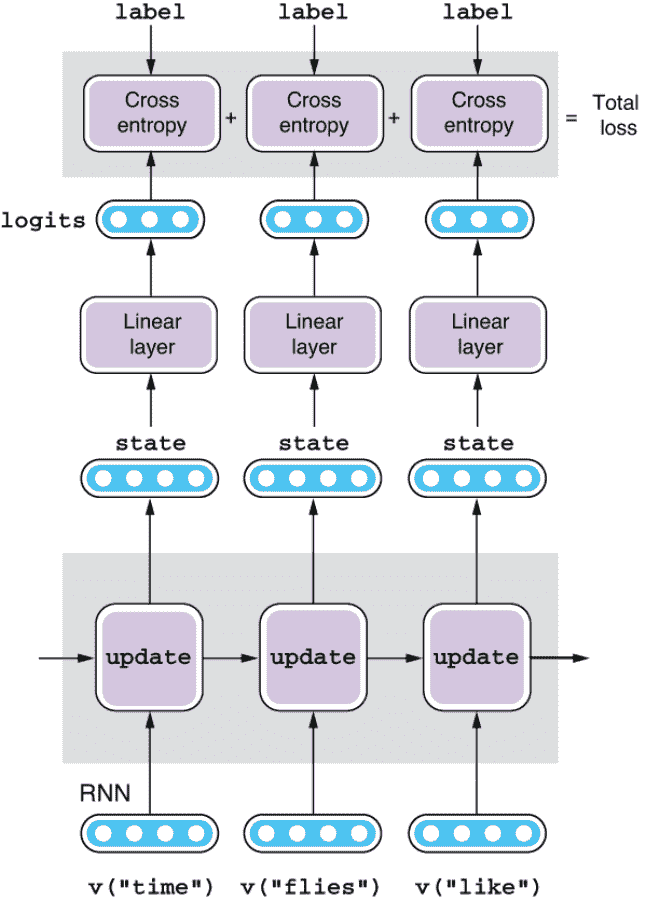 label label label
Cross entropy + Cross entropy + Cross entropy = Total loss
logits
Linear layer Linear layer Linear layer
state state state
update update update
RNN
v("time") v("flies") v("like")